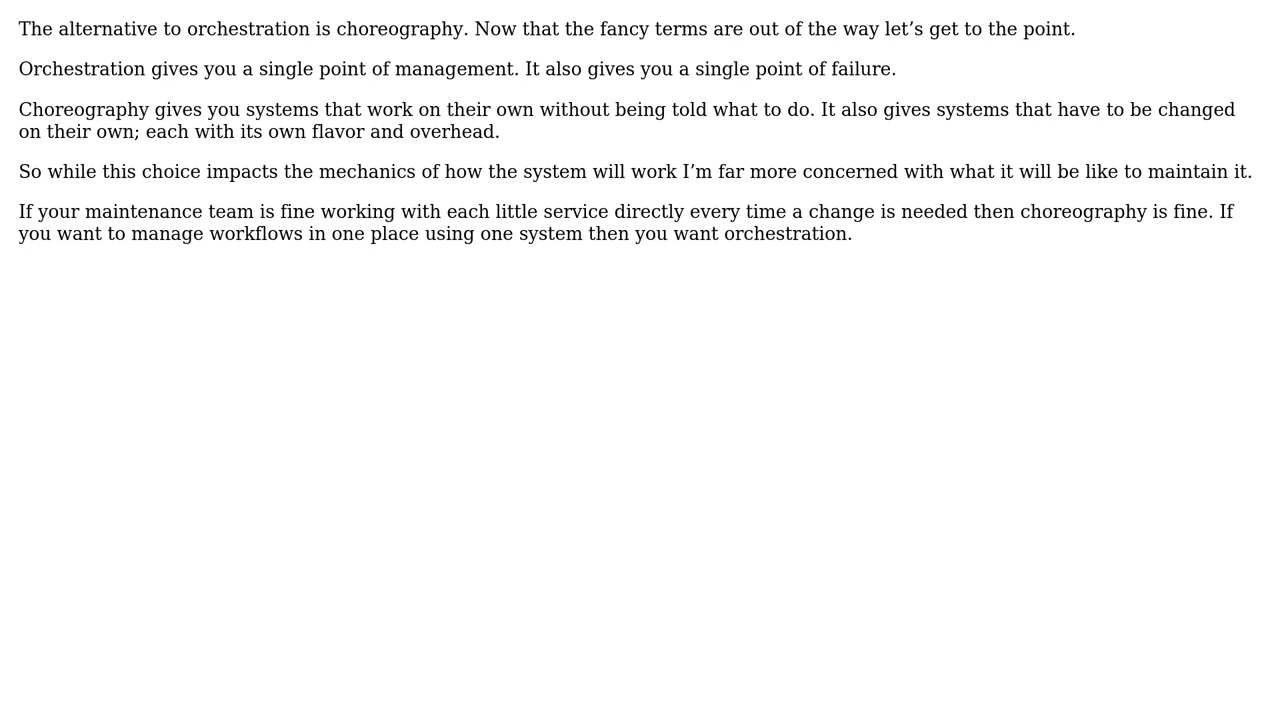 The alternative to orchestration is choreography. Now that the fancy terms are out of the way let’s get to the point.
Orchestration gives you a single point of management. It also gives you a single point of failure.
Choreography gives you systems that work on their own without being told what to do. It also gives systems that have to be changed
on their own; each with its own flavor and overhead.
So while this choice impacts the mechanics of how the system will work I’m far more concerned with what it will be like to maintain it.
If your maintenance team is fine working with each little service directly every time a change is needed then choreography is fine. If
you want to manage workflows in one place using one system then you want orchestration.